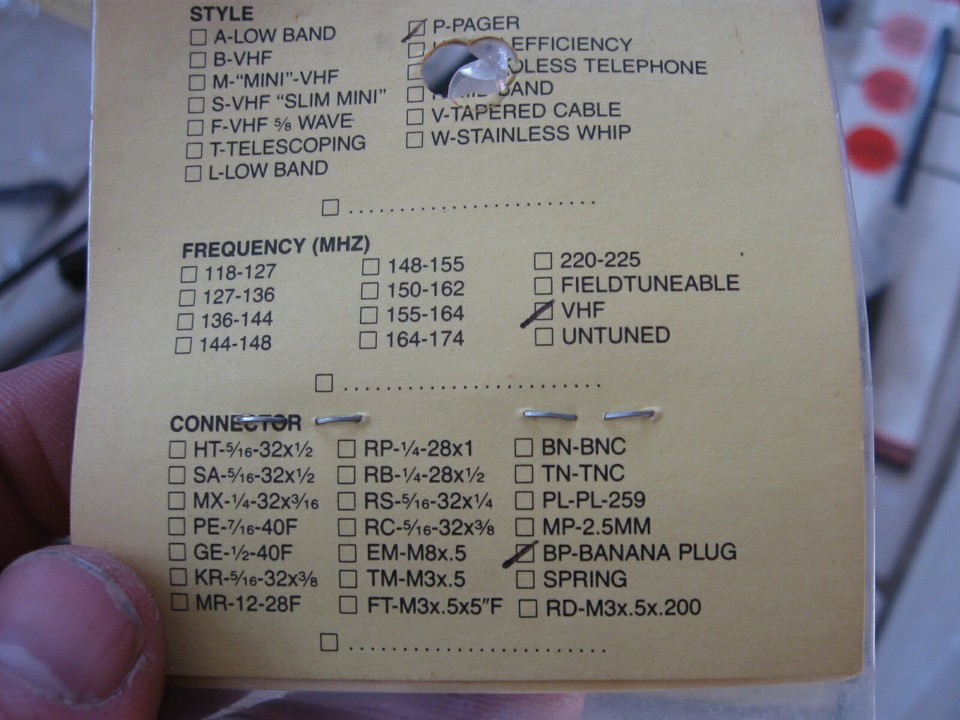 STYLE
A-LOW BAND
B-VHF
M-"MINI"-VHF
S-VHF "SLIM MINI"
F-VHF 5/8 WAVE
T-TELESCOPING
L-LOW BAND
P-PAGER
EFFICIENCY
TELEPHONE
BAND
V-TAPERED CABLE
W-STAINLESS WHIP
FREQUENCY (MHZ)
118-127
127-136
136-144
144-148
148-155
150-162
155-164
164-174
220-225
FIELDTUNEABLE
VHF
UNTUNED
CONNECTOR
HT-5/16-32x1/2
SA-5/16-32x1/2
MX-1/4-32x3/16
PE-7/16-40F
GE-1/2-40F
KR-5/16-32x3/8
MR-12-28F
RP-1/4-28x1
RB-1/4-28x1/2
RS-5/16-32x1/4
RC-5/16-32x3/8
EM-M8x.5
TM-M3x.5
FT-M3x.5x5"F
BN-BNC
TN-TNC
PL-PL-259
MP-2.5MM
BP-BANANA PLUG
SPRING
RD-M3x.5x.200